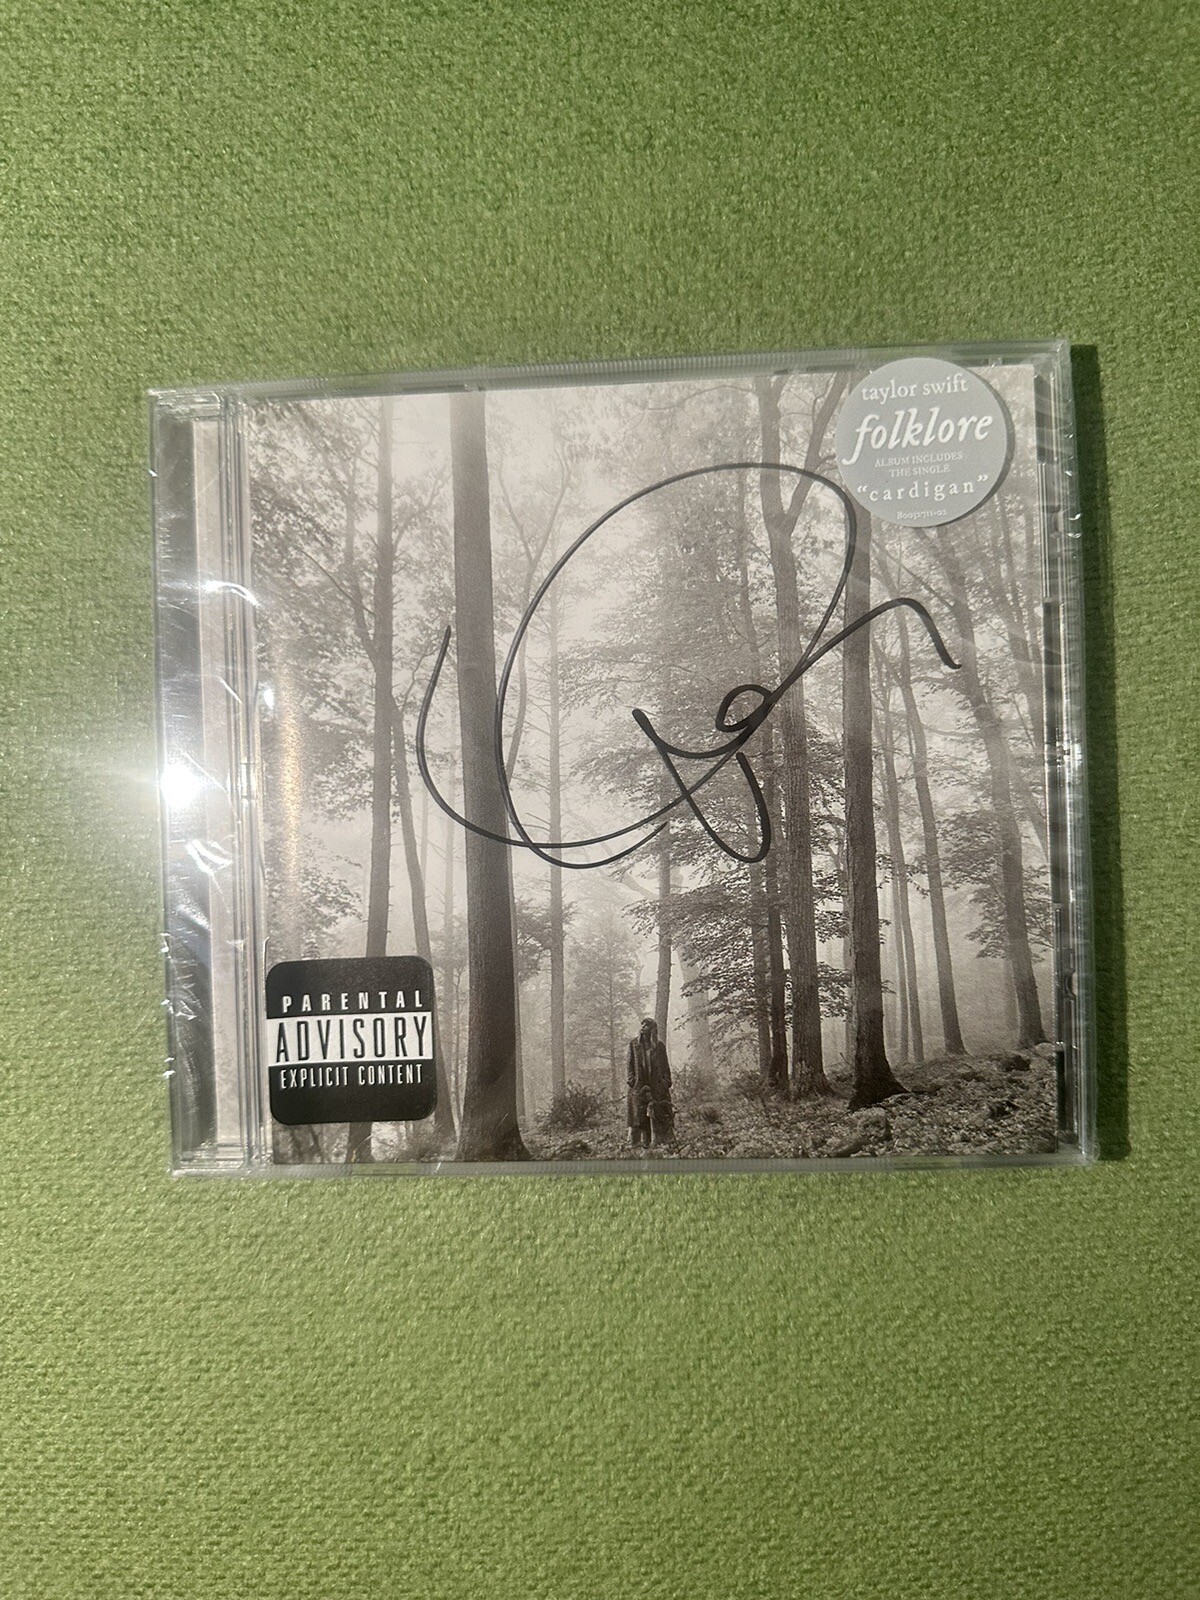 taylor swift
folklore
ALBUM INCLUDES
THE SINGLE
"cardigan"
PARENTAL
ADVISORY
EXPLICIT CONTENT